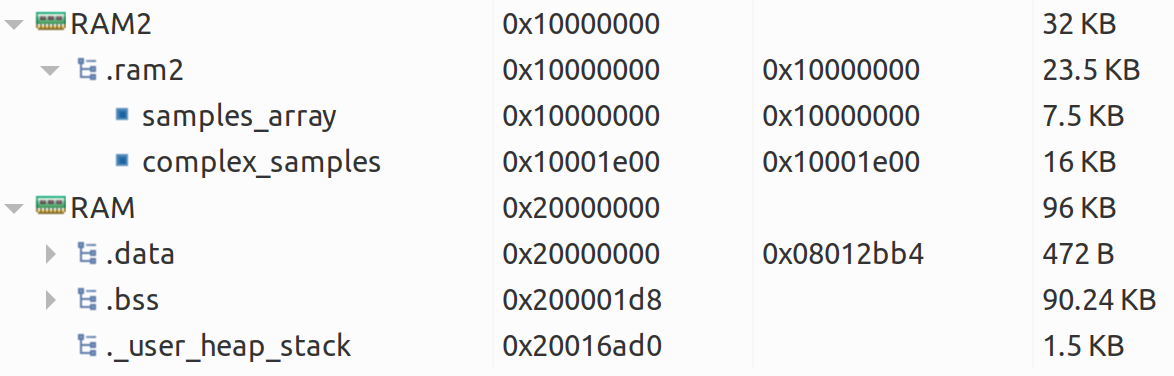 RAM2 0x10000000 32 KB
.ram2 0x10000000 0x10000000 23.5 KB
samples_array 0x10000000 0x10000000 7.5 KB
complex_samples 0x10001e00 0x10001e00 16 KB
RAM 0x20000000 96 KB
.data 0x20000000 0x08012bb4 472 B
.bss 0x200001d8 90.24 KB
._user_heap_stack 0x20016ad0 1.5 KB